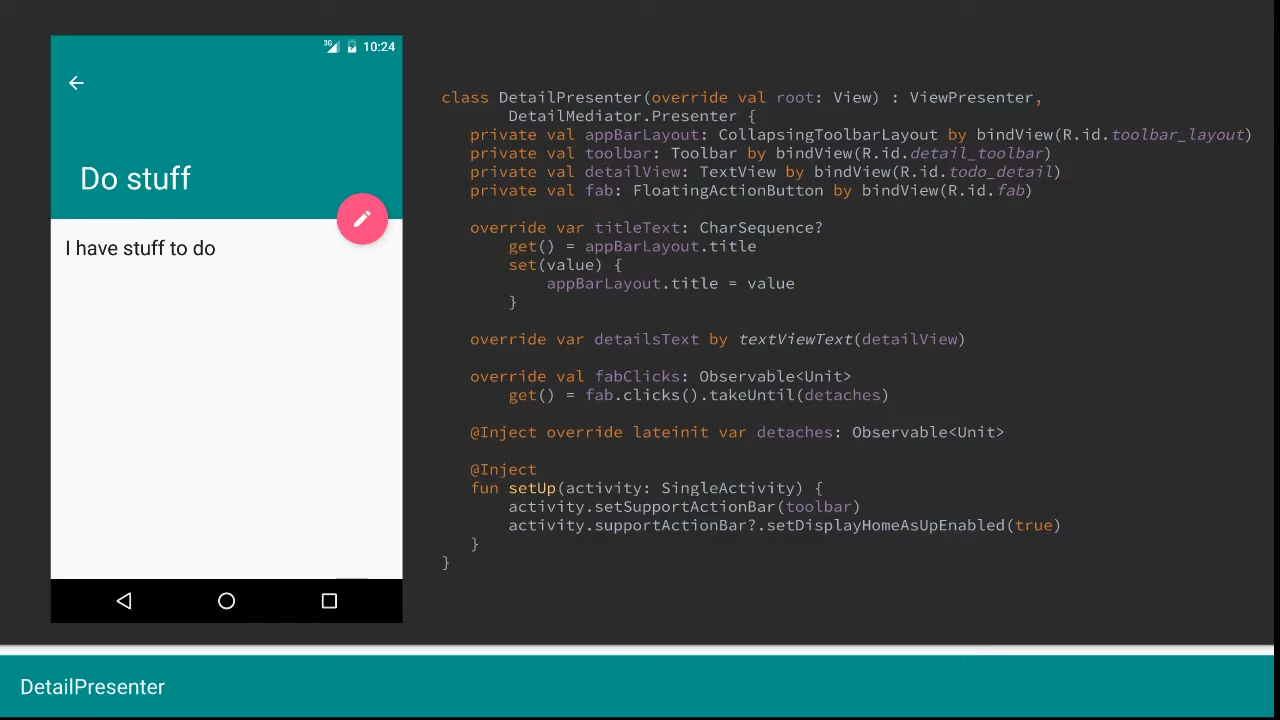 3G 10:24
Do stuff
I have stuff to do
class DetailPresenter(override val root: View) : ViewPresenter,
        DetailMediator.Presenter {
    private val appBarLayout: CollapsingToolbarLayout by bindView(R.id.toolbar_layout)
    private val toolbar: Toolbar by bindView(R.id.detail_toolbar)
    private val detailView: TextView by bindView(R.id.todo_detail)
    private val fab: FloatingActionButton by bindView(R.id.fab)
    override var titleText: CharSequence?
        get() = appBarLayout.title
        set(value) {
            appBarLayout.title = value
        }
    override var detailsText by textViewText(detailView)
    override val fabClicks: Observable<Unit>
        get() = fab.clicks().takeUntil(detaches)
    @Inject override lateinit var detaches: Observable<Unit>
    @Inject
    fun setUp(activity: SingleActivity) {
        activity.setSupportActionBar(toolbar)
        activity.supportActionBar?.setDisplayHomeAsUpEnabled(true)
    }
}
DetailPresenter